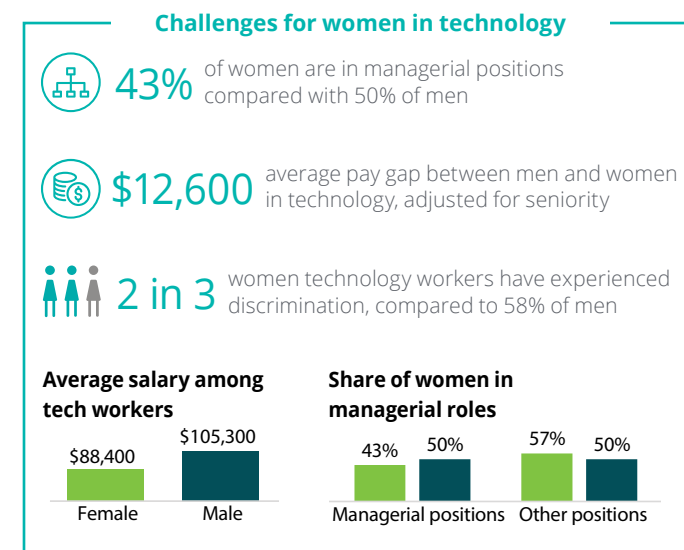 Challenges for women in technology
43%
of women are in managerial positions
compared with 50% of men
$12,600
average pay gap between men and women
in technology, adjusted for seniority
2 in 3
women technology workers have experienced
discrimination, compared to 58% of men
Average salary among
tech workers
$88,400
$105,300
Female
Male
Share of women in
managerial roles
43%
50%
57%
50%
Managerial positions
Other positions